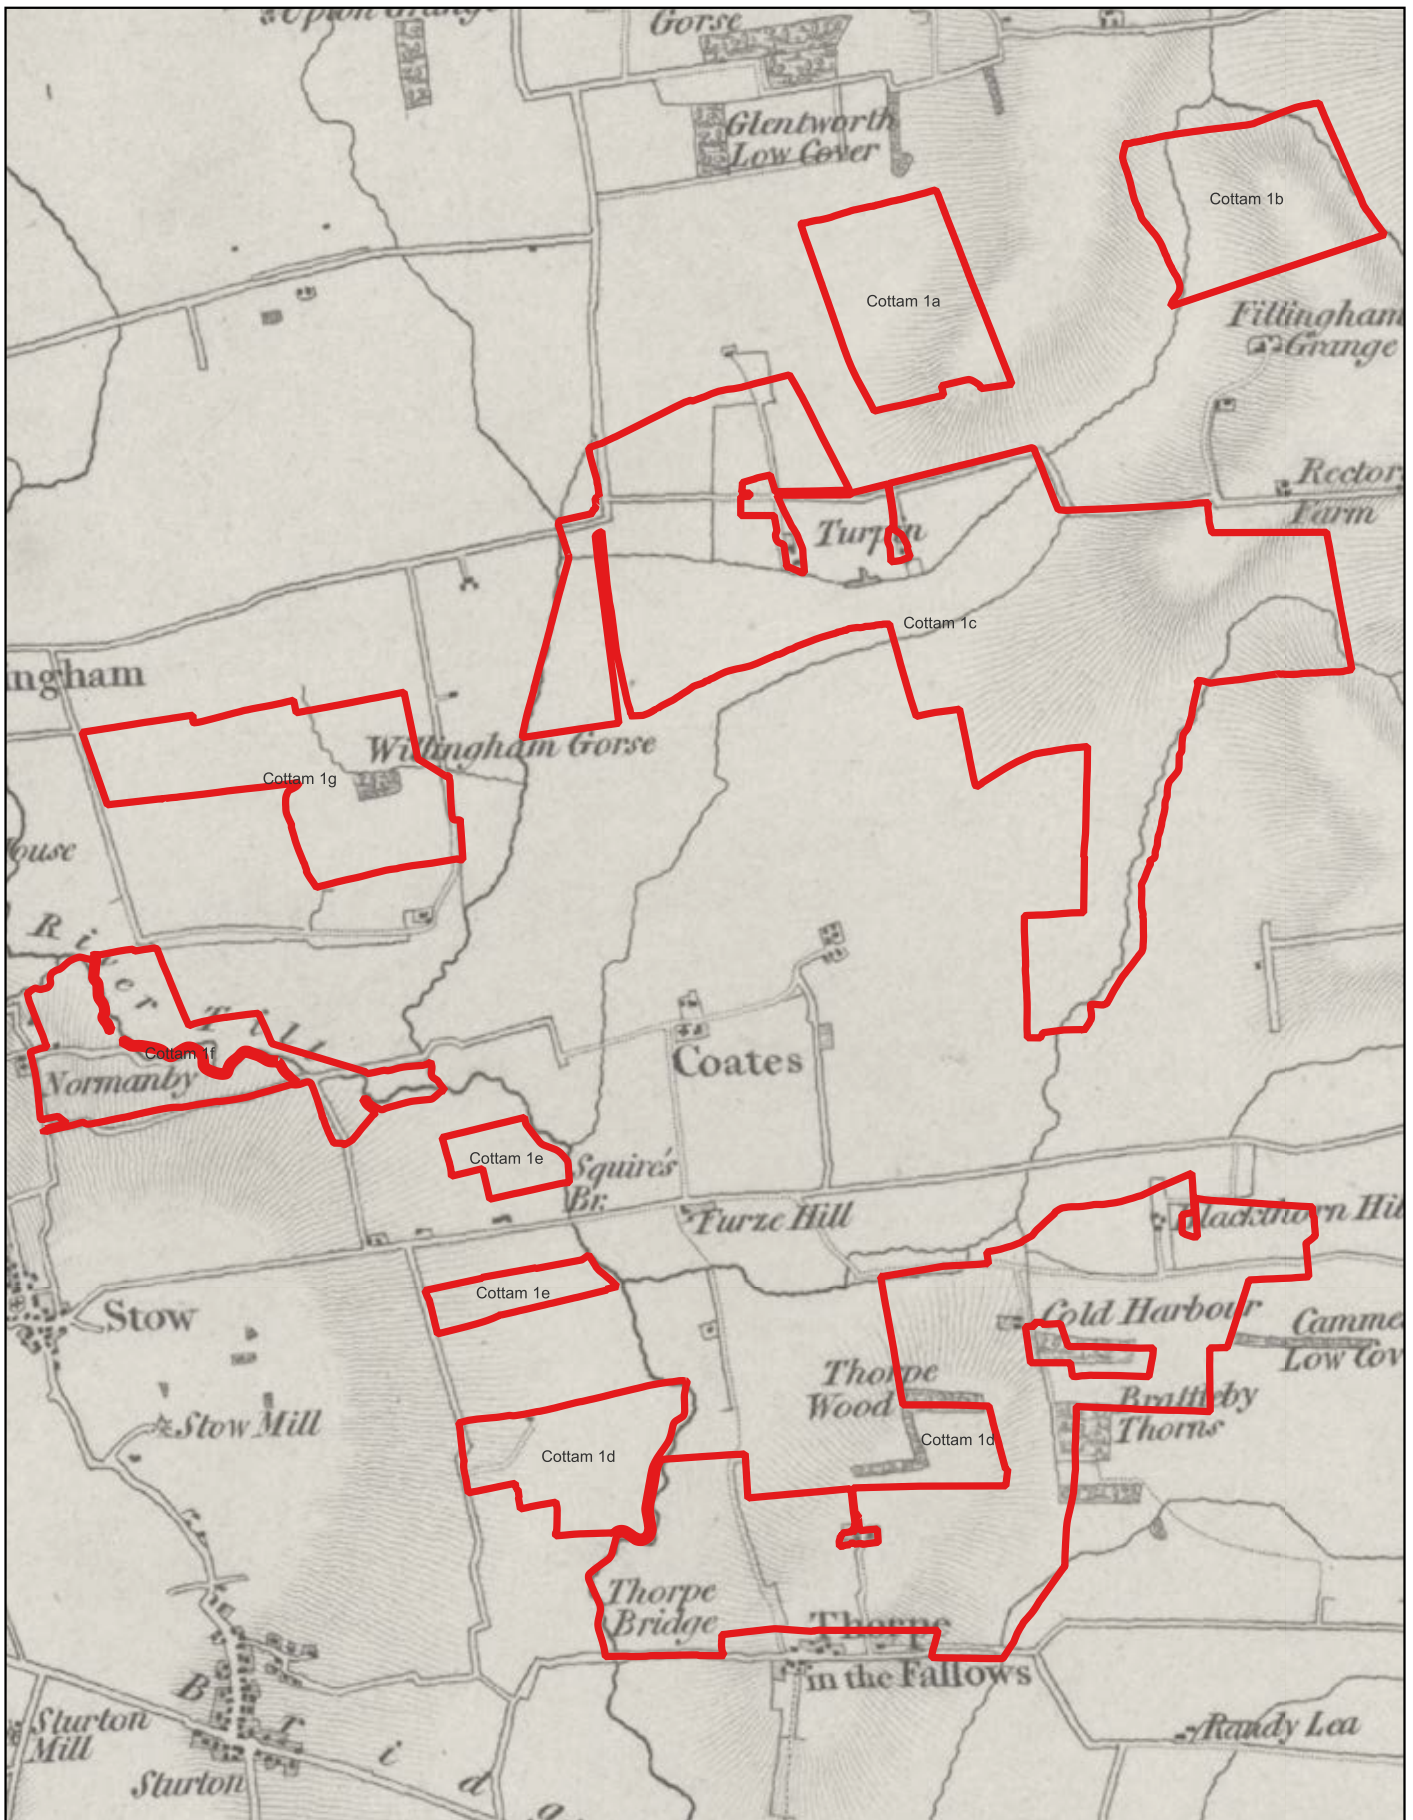 Upton Grange
Gorse
Glentworth
Low Cover
Cottam 1b
Cottam 1a
Fillingham
Grange
Rector
Farm
Turpin
Cottam 1c
ingham
Willingham Gorse
Cottam 1g
ouse
River Till
Cottam 1f
Normanby
Coates
Cottam 1e
Squire's
Br.
Furze Hill
Blackthorn Hil
Cottam 1e
Stow
Cold Harbour
Camme
Low Cov
Thorpe
Wood
Brattleby
Thorns
Stow Mill
Cottam 1d
Cottam 1d
Thorpe
Bridge
Thorpe
in the Fallows
Sturton
Mill
Sturton
B r i d g
Randy Lea